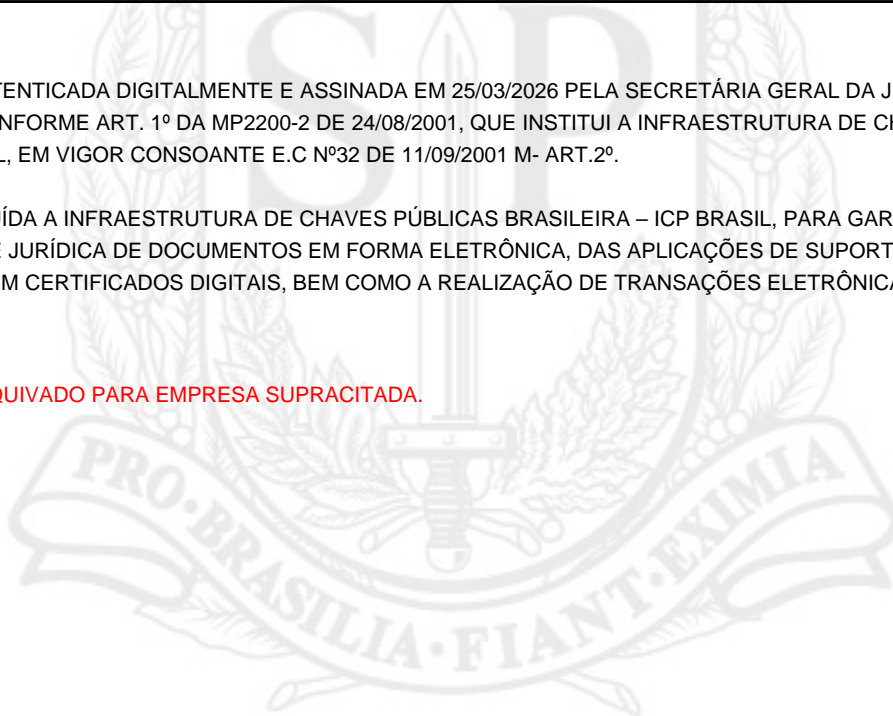 TENTICADA DIGITALMENTE E ASSINADA EM 25/03/2026 PELA SECRETÁRIA GERAL DA J
NFORME ART. 1º DA MP2200-2 DE 24/08/2001, QUE INSTITUI A INFRAESTRUTURA DE CH
L, EM VIGOR CONSOANTE E.C Nº32 DE 11/09/2001 M- ART.2º.
UÍDA A INFRAESTRUTURA DE CHAVES PÚBLICAS BRASILEIRA – ICP BRASIL, PARA GAR
E JURÍDICA DE DOCUMENTOS EM FORMA ELETRÔNICA, DAS APLICAÇÕES DE SUPORT
M CERTIFICADOS DIGITAIS, BEM COMO A REALIZAÇÃO DE TRANSAÇÕES ELETRÔNICA
QUIVADO PARA EMPRESA SUPRACITADA.
SP
PRO·BRASILIA·FIANT·EXIMIA